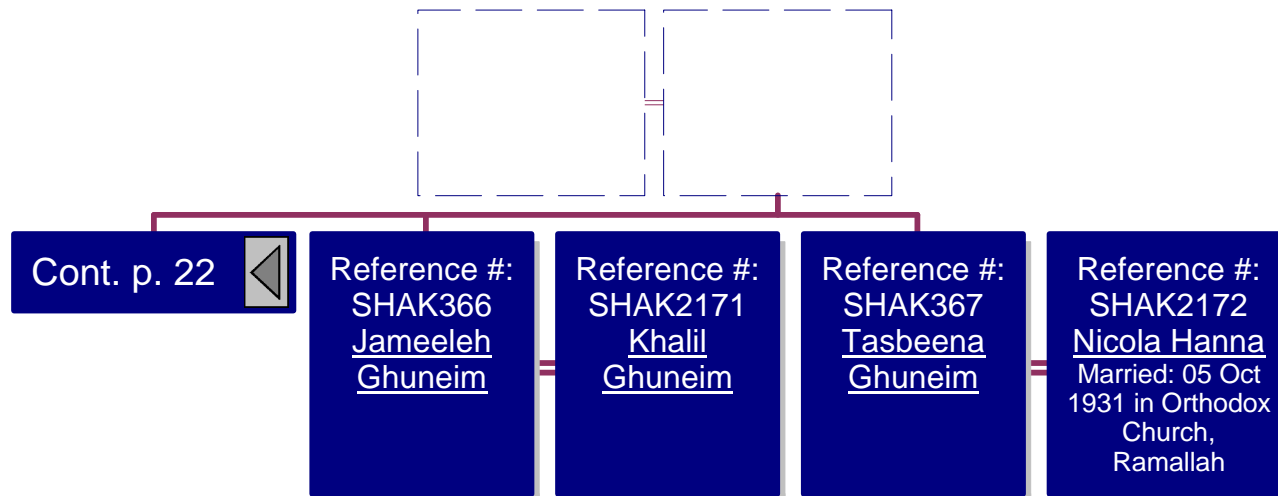 Cont. p. 22
Reference #:
SHAK366
Jameeleh
Ghuneim
Reference #:
SHAK2171
Khalil
Ghuneim
Reference #:
SHAK367
Tasbeena
Ghuneim
Reference #:
SHAK2172
Nicola Hanna
Married: 05 Oct
1931 in Orthodox
Church,
Ramallah